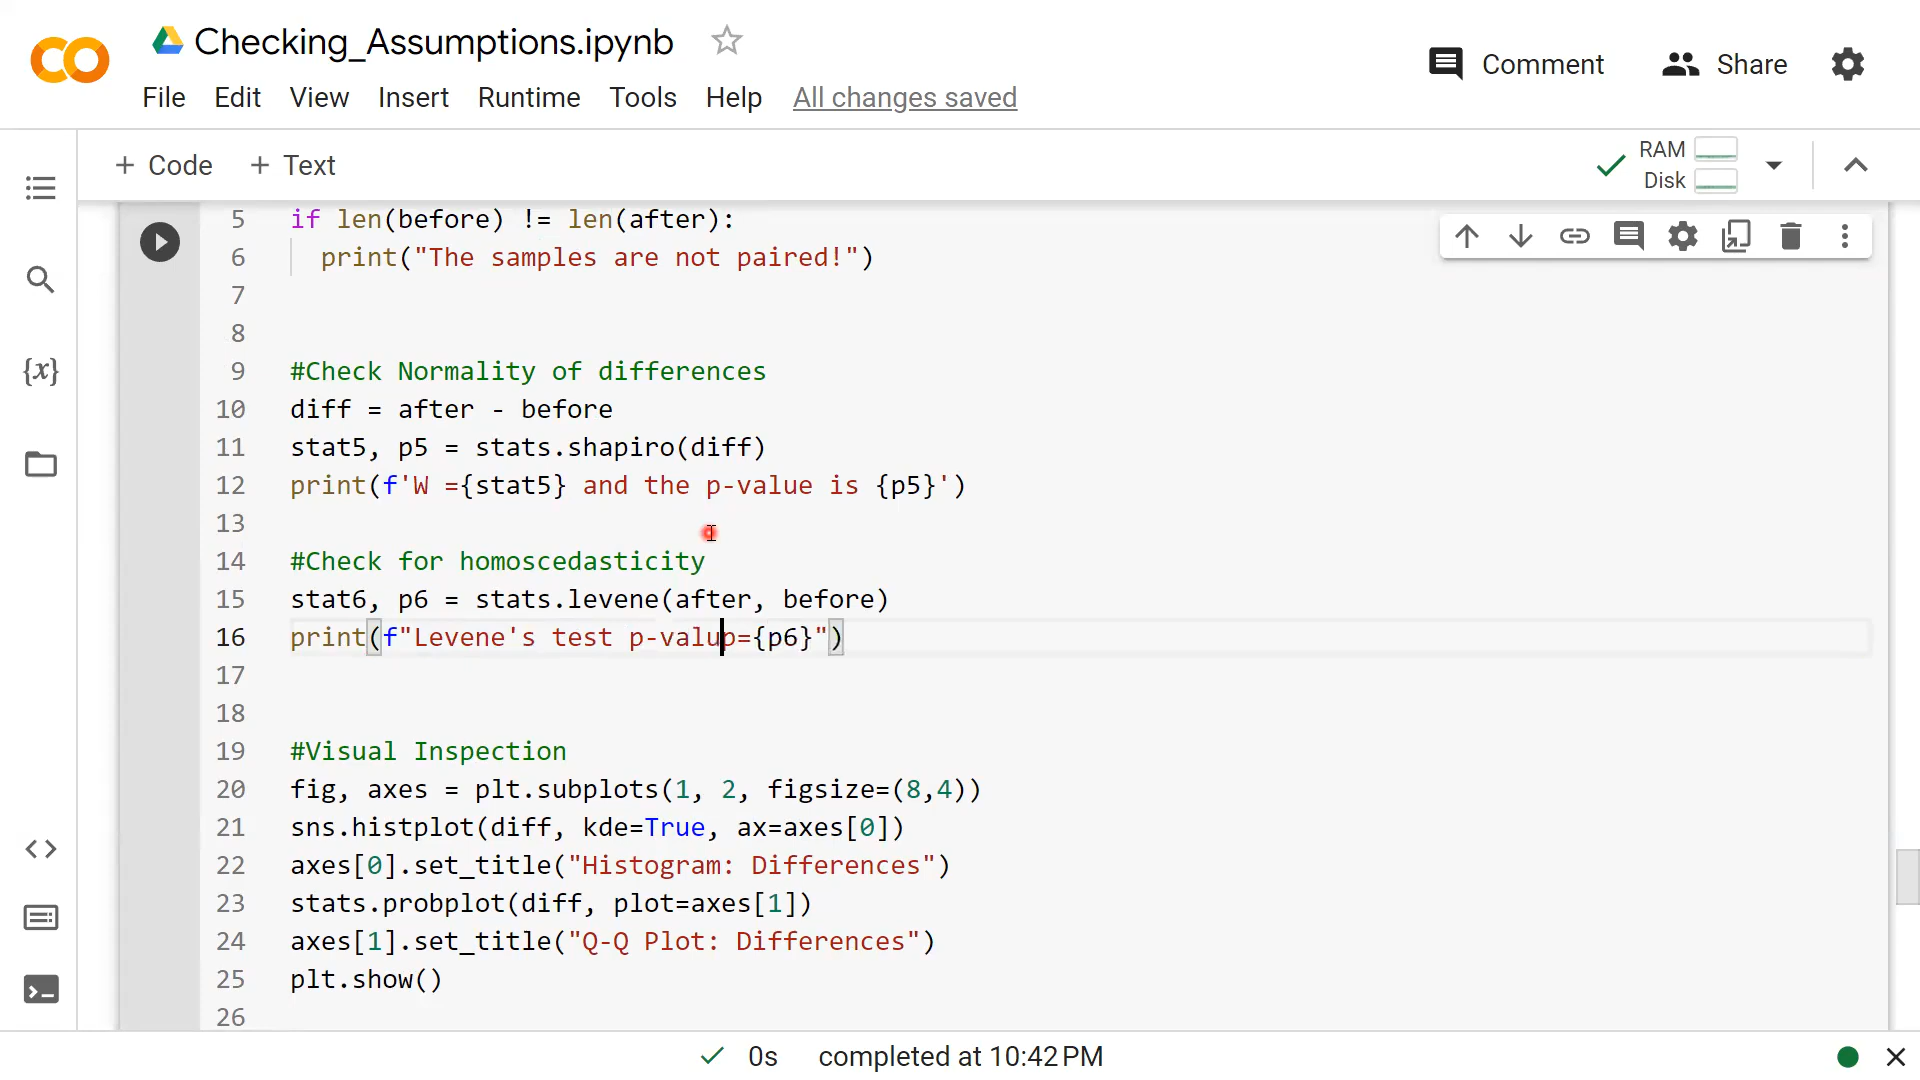 Checking_Assumptions.ipynb
File Edit View Insert Runtime Tools Help All changes saved
Comment Share
+ Code + Text
RAM
Disk
5 if len(before) != len(after):
6 print("The samples are not paired!")
7
8
9 #Check Normality of differences
10 diff = after - before
11 stat5, p5 = stats.shapiro(diff)
12 print(f'W ={stat5} and the p-value is {p5}')
13
14 #Check for homoscedasticity
15 stat6, p6 = stats.levene(after, before)
16 print(f"Levene's test p-valup={p6}")
17
18
19 #Visual Inspection
20 fig, axes = plt.subplots(1, 2, figsize=(8,4))
21 sns.histplot(diff, kde=True, ax=axes[0])
22 axes[0].set_title("Histogram: Differences")
23 stats.probplot(diff, plot=axes[1])
24 axes[1].set_title("Q-Q Plot: Differences")
25 plt.show()
26
0s completed at 10:42 PM